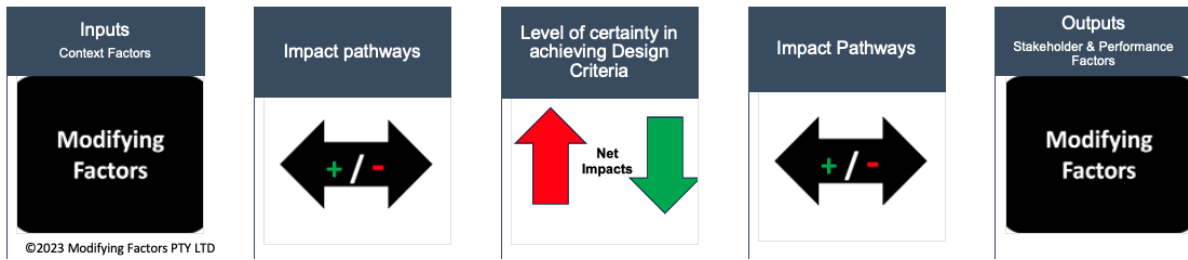 Inputs
Context Factors
Modifying
Factors
©2023 Modifying Factors PTY LTD
Impact pathways
+ / -
Level of certainty in
achieving Design
Criteria
Net
Impacts
Impact Pathways
+ / -
Outputs
Stakeholder & Performance
Factors
Modifying
Factors